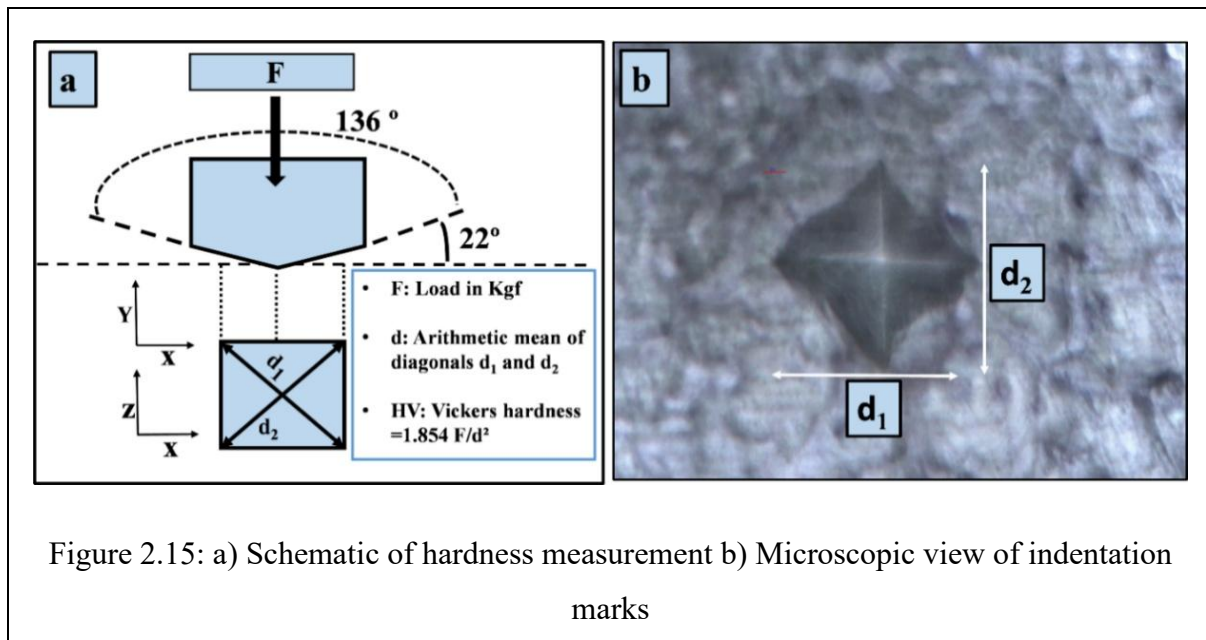 a
F
136 º
22º
Y
X
Z
X
d₁
d₂
• F: Load in Kgf
• d: Arithmetic mean of
diagonals d₁ and d₂
• HV: Vickers hardness
=1.854 F/d²
b
d₂
d₁
Figure 2.15: a) Schematic of hardness measurement b) Microscopic view of indentation
marks